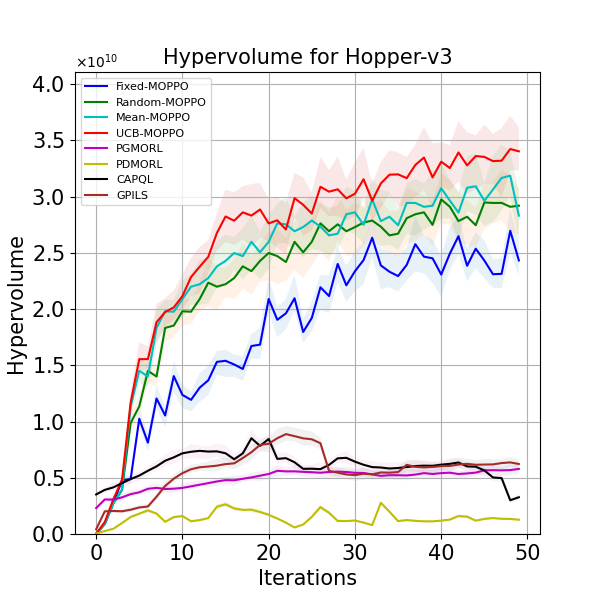 Hypervolume for Hopper-v3
×10¹⁰
Fixed-MOPPO
Random-MOPPO
Mean-MOPPO
UCB-MOPPO
PGMORL
PDMORL
CAPQL
GPILS
4.0
3.5
3.0
2.5
2.0
1.5
1.0
0.5
0.0
Hypervolume
0 10 20 30 40 50
Iterations